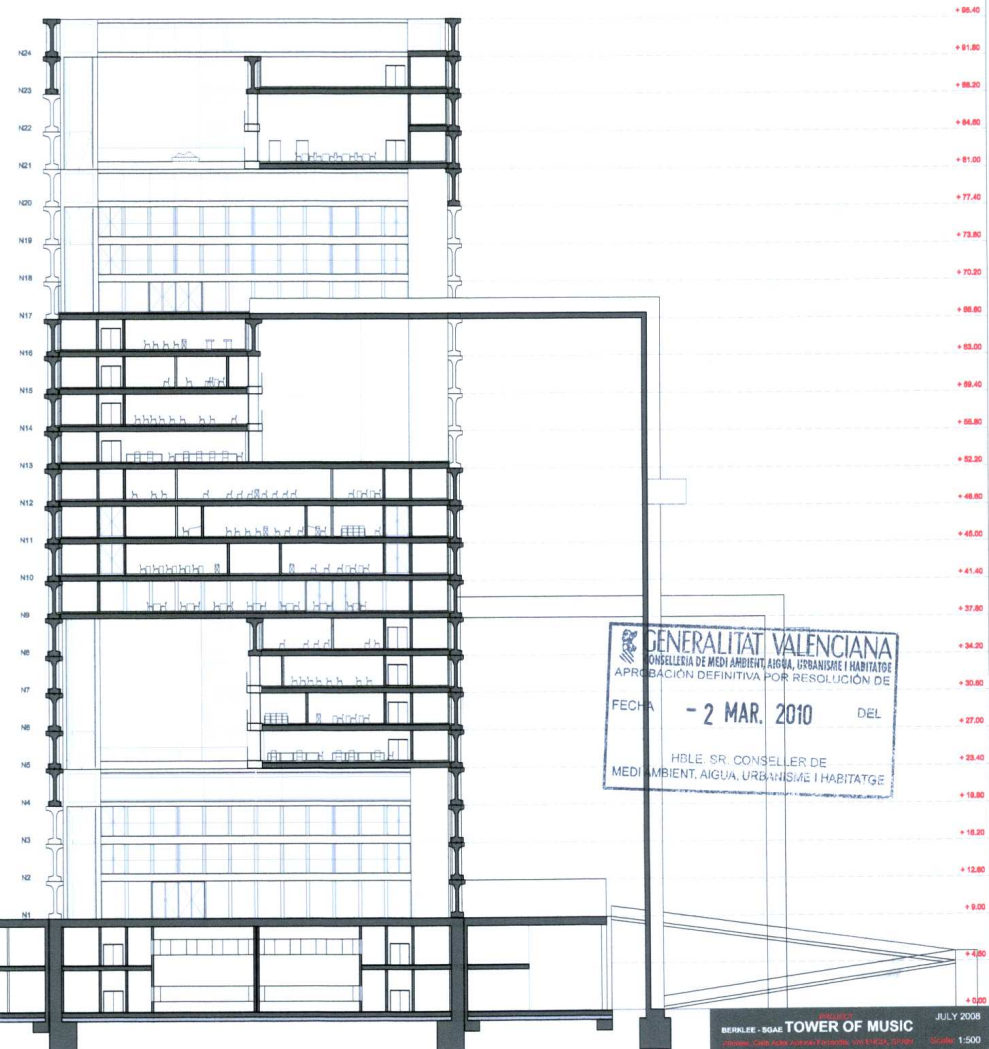 N24
N23
N22
N21
N20
N19
N18
N17
N16
N15
N14
N13
N12
N11
N10
N9
N8
N7
N6
N5
N4
N3
N2
N1
+ 95.40
+ 91.80
+ 88.20
+ 84.60
+ 81.00
+ 77.40
+ 73.80
+ 70.20
+ 66.60
+ 63.00
+ 59.40
+ 55.80
+ 52.20
+ 48.60
+ 45.00
+ 41.40
+ 37.80
+ 34.20
+ 30.60
+ 27.00
+ 23.40
+ 19.80
+ 16.20
+ 12.60
+ 9.00
+ 0.00
GENERALITAT VALENCIANA
CONSELLERIA DE MEDI AMBIENT, AIGUA, URBANISME I HABITATGE
APROBACIÓN DEFINITIVA POR RESOLUCIÓN DE
FECHA - 2 MAR. 2010 DEL
HBLE. SR. CONSELLER DE
MEDI AMBIENT, AIGUA, URBANISME I HABITATGE
PROJECT
BERKLEE - SGAE TOWER OF MUSIC
JULY 2008
Scale: 1:500